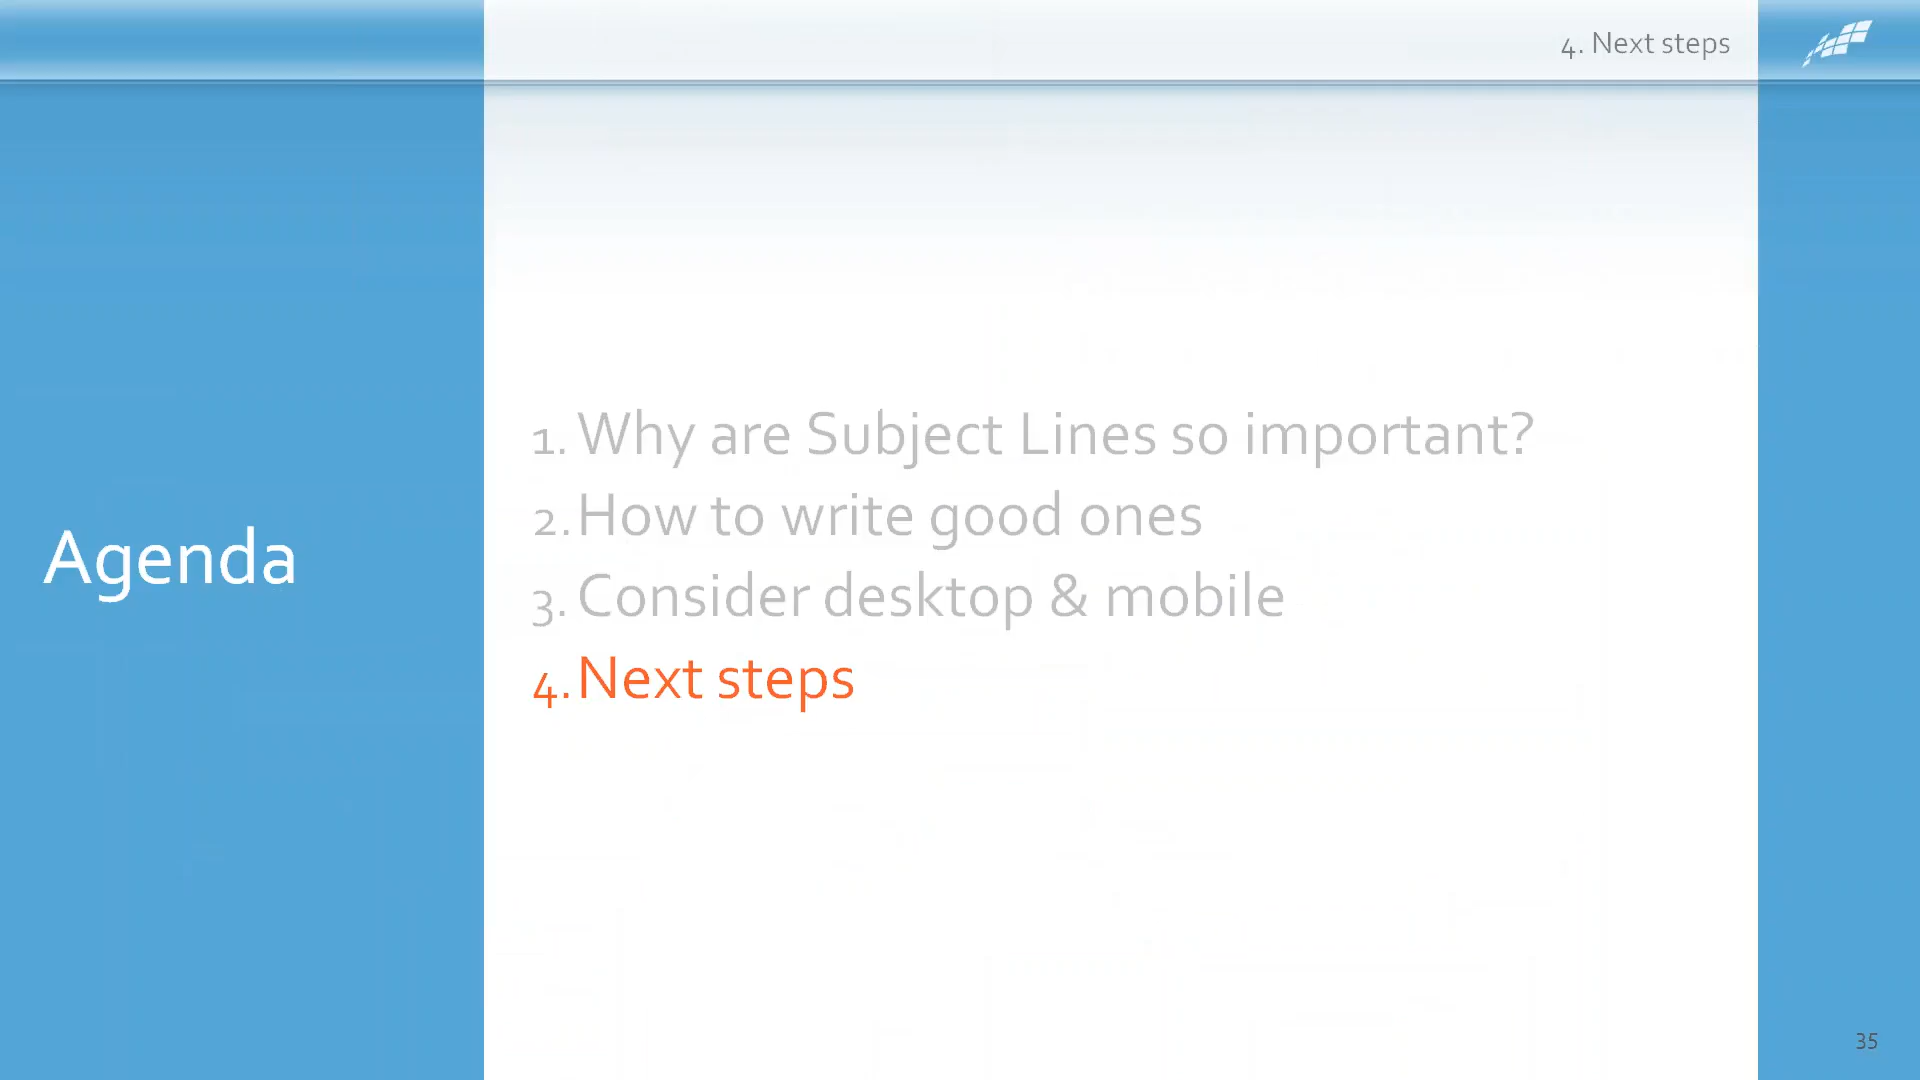 4. Next steps
Agenda
1. Why are Subject Lines so important?
2. How to write good ones
3. Consider desktop & mobile
4. Next steps
35